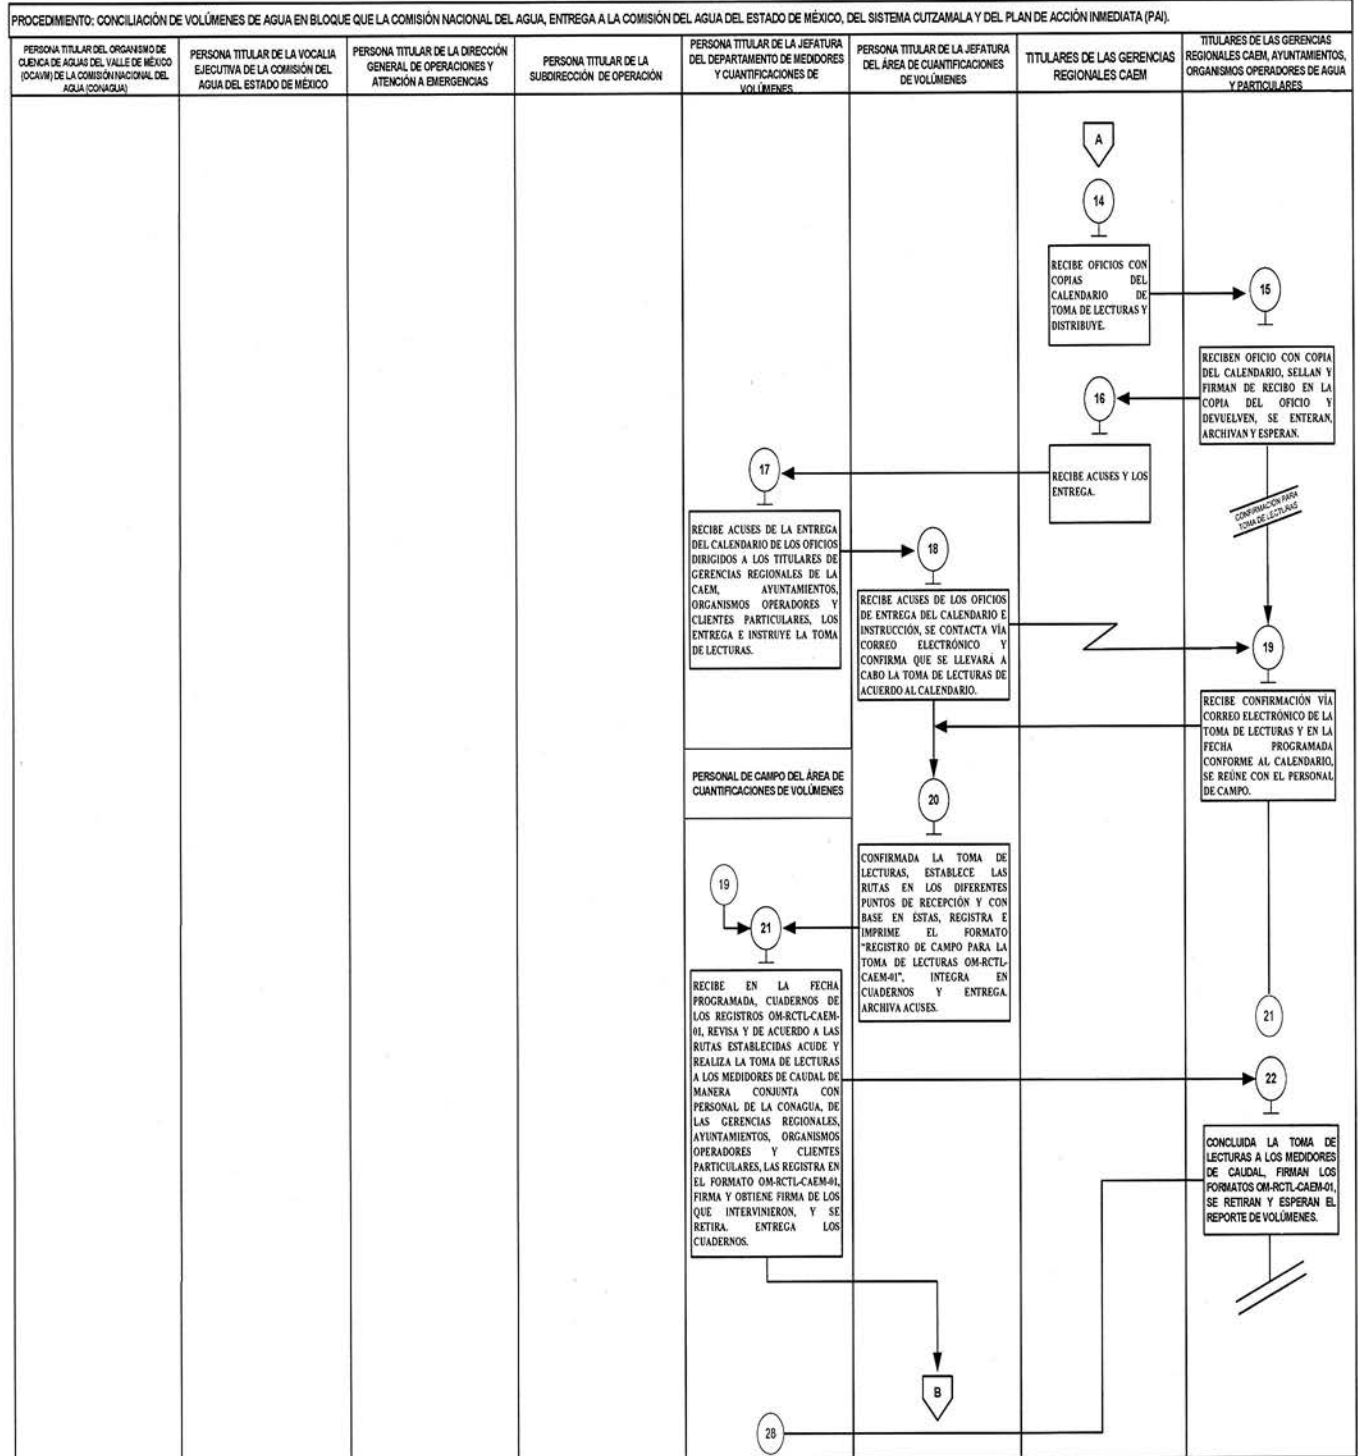 PROCEDIMIENTO: CONCILIACIÓN DE VOLÚMENES DE AGUA EN BLOQUE QUE LA COMISIÓN NACIONAL DEL AGUA, ENTREGA A LA COMISIÓN DEL AGUA DEL ESTADO DE MÉXICO, DEL SISTEMA CUTZAMALA Y DEL PLAN DE ACCIÓN INMEDIATA (PAI).
PERSONA TITULAR DEL ORGANISMO DE
CUENCA DE AGUAS DEL VALLE DE MÉXICO
(OCAVM) DE LA COMISIÓN NACIONAL DEL
AGUA (CONAGUA)
PERSONA TITULAR DE LA VOCALIA
EJECUTIVA DE LA COMISIÓN DEL
AGUA DEL ESTADO DE MÉXICO
PERSONA TITULAR DE LA DIRECCIÓN
GENERAL DE OPERACIONES Y
ATENCIÓN A EMERGENCIAS
PERSONA TITULAR DE LA
SUBDIRECCIÓN DE OPERACIÓN
PERSONA TITULAR DE LA JEFATURA
DEL DEPARTAMENTO DE MEDIDORES
Y CUANTIFICACIONES DE
VOLÚMENES
PERSONA TITULAR DE LA JEFATURA
DEL ÁREA DE CUANTIFICACIONES
DE VOLÚMENES
TITULARES DE LAS GERENCIAS
REGIONALES CAEM
TITULARES DE LAS GERENCIAS
REGIONALES CAEM, AYUNTAMIENTOS,
ORGANISMOS OPERADORES DE AGUA
Y PARTICULARES
A
14
RECIBE OFICIOS CON
COPIAS DEL
CALENDARIO DE
TOMA DE LECTURAS Y
DISTRIBUYE.
15
RECIBEN OFICIO CON COPIA
DEL CALENDARIO, SELLAN Y
FIRMAN DE RECIBO EN LA
COPIA DEL OFICIO Y
DEVUELVEN, SE ENTERAN,
ARCHIVAN Y ESPERAN.
16
RECIBE ACUSES Y LOS
ENTREGA.
CONFIRMACIÓN PARA
TOMA DE LECTURAS
17
RECIBE ACUSES DE LA ENTREGA
DEL CALENDARIO DE LOS OFICIOS
DIRIGIDOS A LOS TITULARES DE
GERENCIAS REGIONALES DE LA
CAEM, AYUNTAMIENTOS,
ORGANISMOS OPERADORES Y
CLIENTES PARTICULARES, LOS
ENTREGA E INSTRUYE LA TOMA
DE LECTURAS.
18
RECIBE ACUSES DE LOS OFICIOS
DE ENTREGA DEL CALENDARIO E
INSTRUCCIÓN, SE CONTACTA VÍA
CORREO ELECTRÓNICO Y
CONFIRMA QUE SE LLEVARÁ A
CABO LA TOMA DE LECTURAS DE
ACUERDO AL CALENDARIO.
19
RECIBE CONFIRMACIÓN VÍA
CORREO ELECTRÓNICO DE LA
TOMA DE LECTURAS Y EN LA
FECHA PROGRAMADA
CONFORME AL CALENDARIO,
SE REÚNE CON EL PERSONAL
DE CAMPO.
PERSONAL DE CAMPO DEL ÁREA DE
CUANTIFICACIONES DE VOLÚMENES
20
CONFIRMADA LA TOMA DE
LECTURAS, ESTABLECE LAS
RUTAS EN LOS DIFERENTES
PUNTOS DE RECEPCIÓN Y CON
BASE EN ÉSTAS, REGISTRA E
IMPRIME EL FORMATO
"REGISTRO DE CAMPO PARA LA
TOMA DE LECTURAS OM-RCTL-
CAEM-01", INTEGRA EN
CUADERNOS Y ENTREGA.
ARCHIVA ACUSES.
19
21
RECIBE EN LA FECHA
PROGRAMADA, CUADERNOS DE
LOS REGISTROS OM-RCTL-CAEM-
01, REVISA Y DE ACUERDO A LAS
RUTAS ESTABLECIDAS ACUDE Y
REALIZA LA TOMA DE LECTURAS
A LOS MEDIDORES DE CAUDAL DE
MANERA CONJUNTA CON
PERSONAL DE LA CONAGUA, DE
LAS GERENCIAS REGIONALES,
AYUNTAMIENTOS, ORGANISMOS
OPERADORES Y CLIENTES
PARTICULARES, LAS REGISTRA EN
EL FORMATO OM-RCTL-CAEM-01,
FIRMA Y OBTIENE FIRMA DE LOS
QUE INTERVINIERON, Y SE
RETIRA. ENTREGA LOS
CUADERNOS.
21
22
CONCLUIDA LA TOMA DE
LECTURAS A LOS MEDIDORES
DE CAUDAL, FIRMAN LOS
FORMATOS OM-RCTL-CAEM-01,
SE RETIRAN Y ESPERAN EL
REPORTE DE VOLÚMENES.
B
28